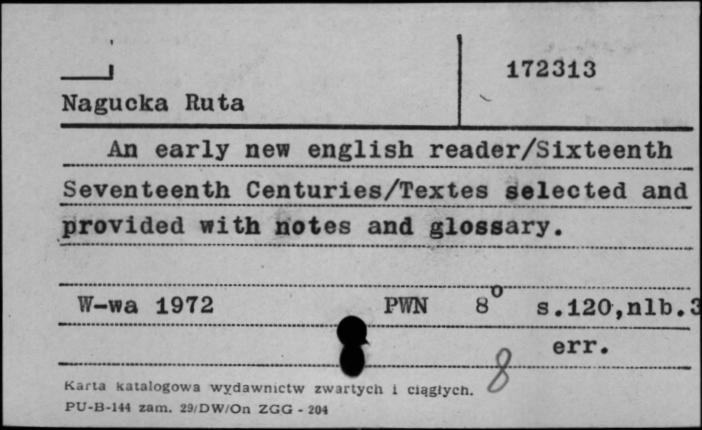 172313
Nagucka Ruta
An early new english reader/Sixteenth
Seventeenth Centuries/Textes selected and
provided with notes and glossary.
W-wa 1972 PWN 8° s.120,nlb.3
err.
8
Karta katalogowa wydawnictw zwartych i ciągłych.
PU-B-144 zam. 29/DW/On ZGG - 204